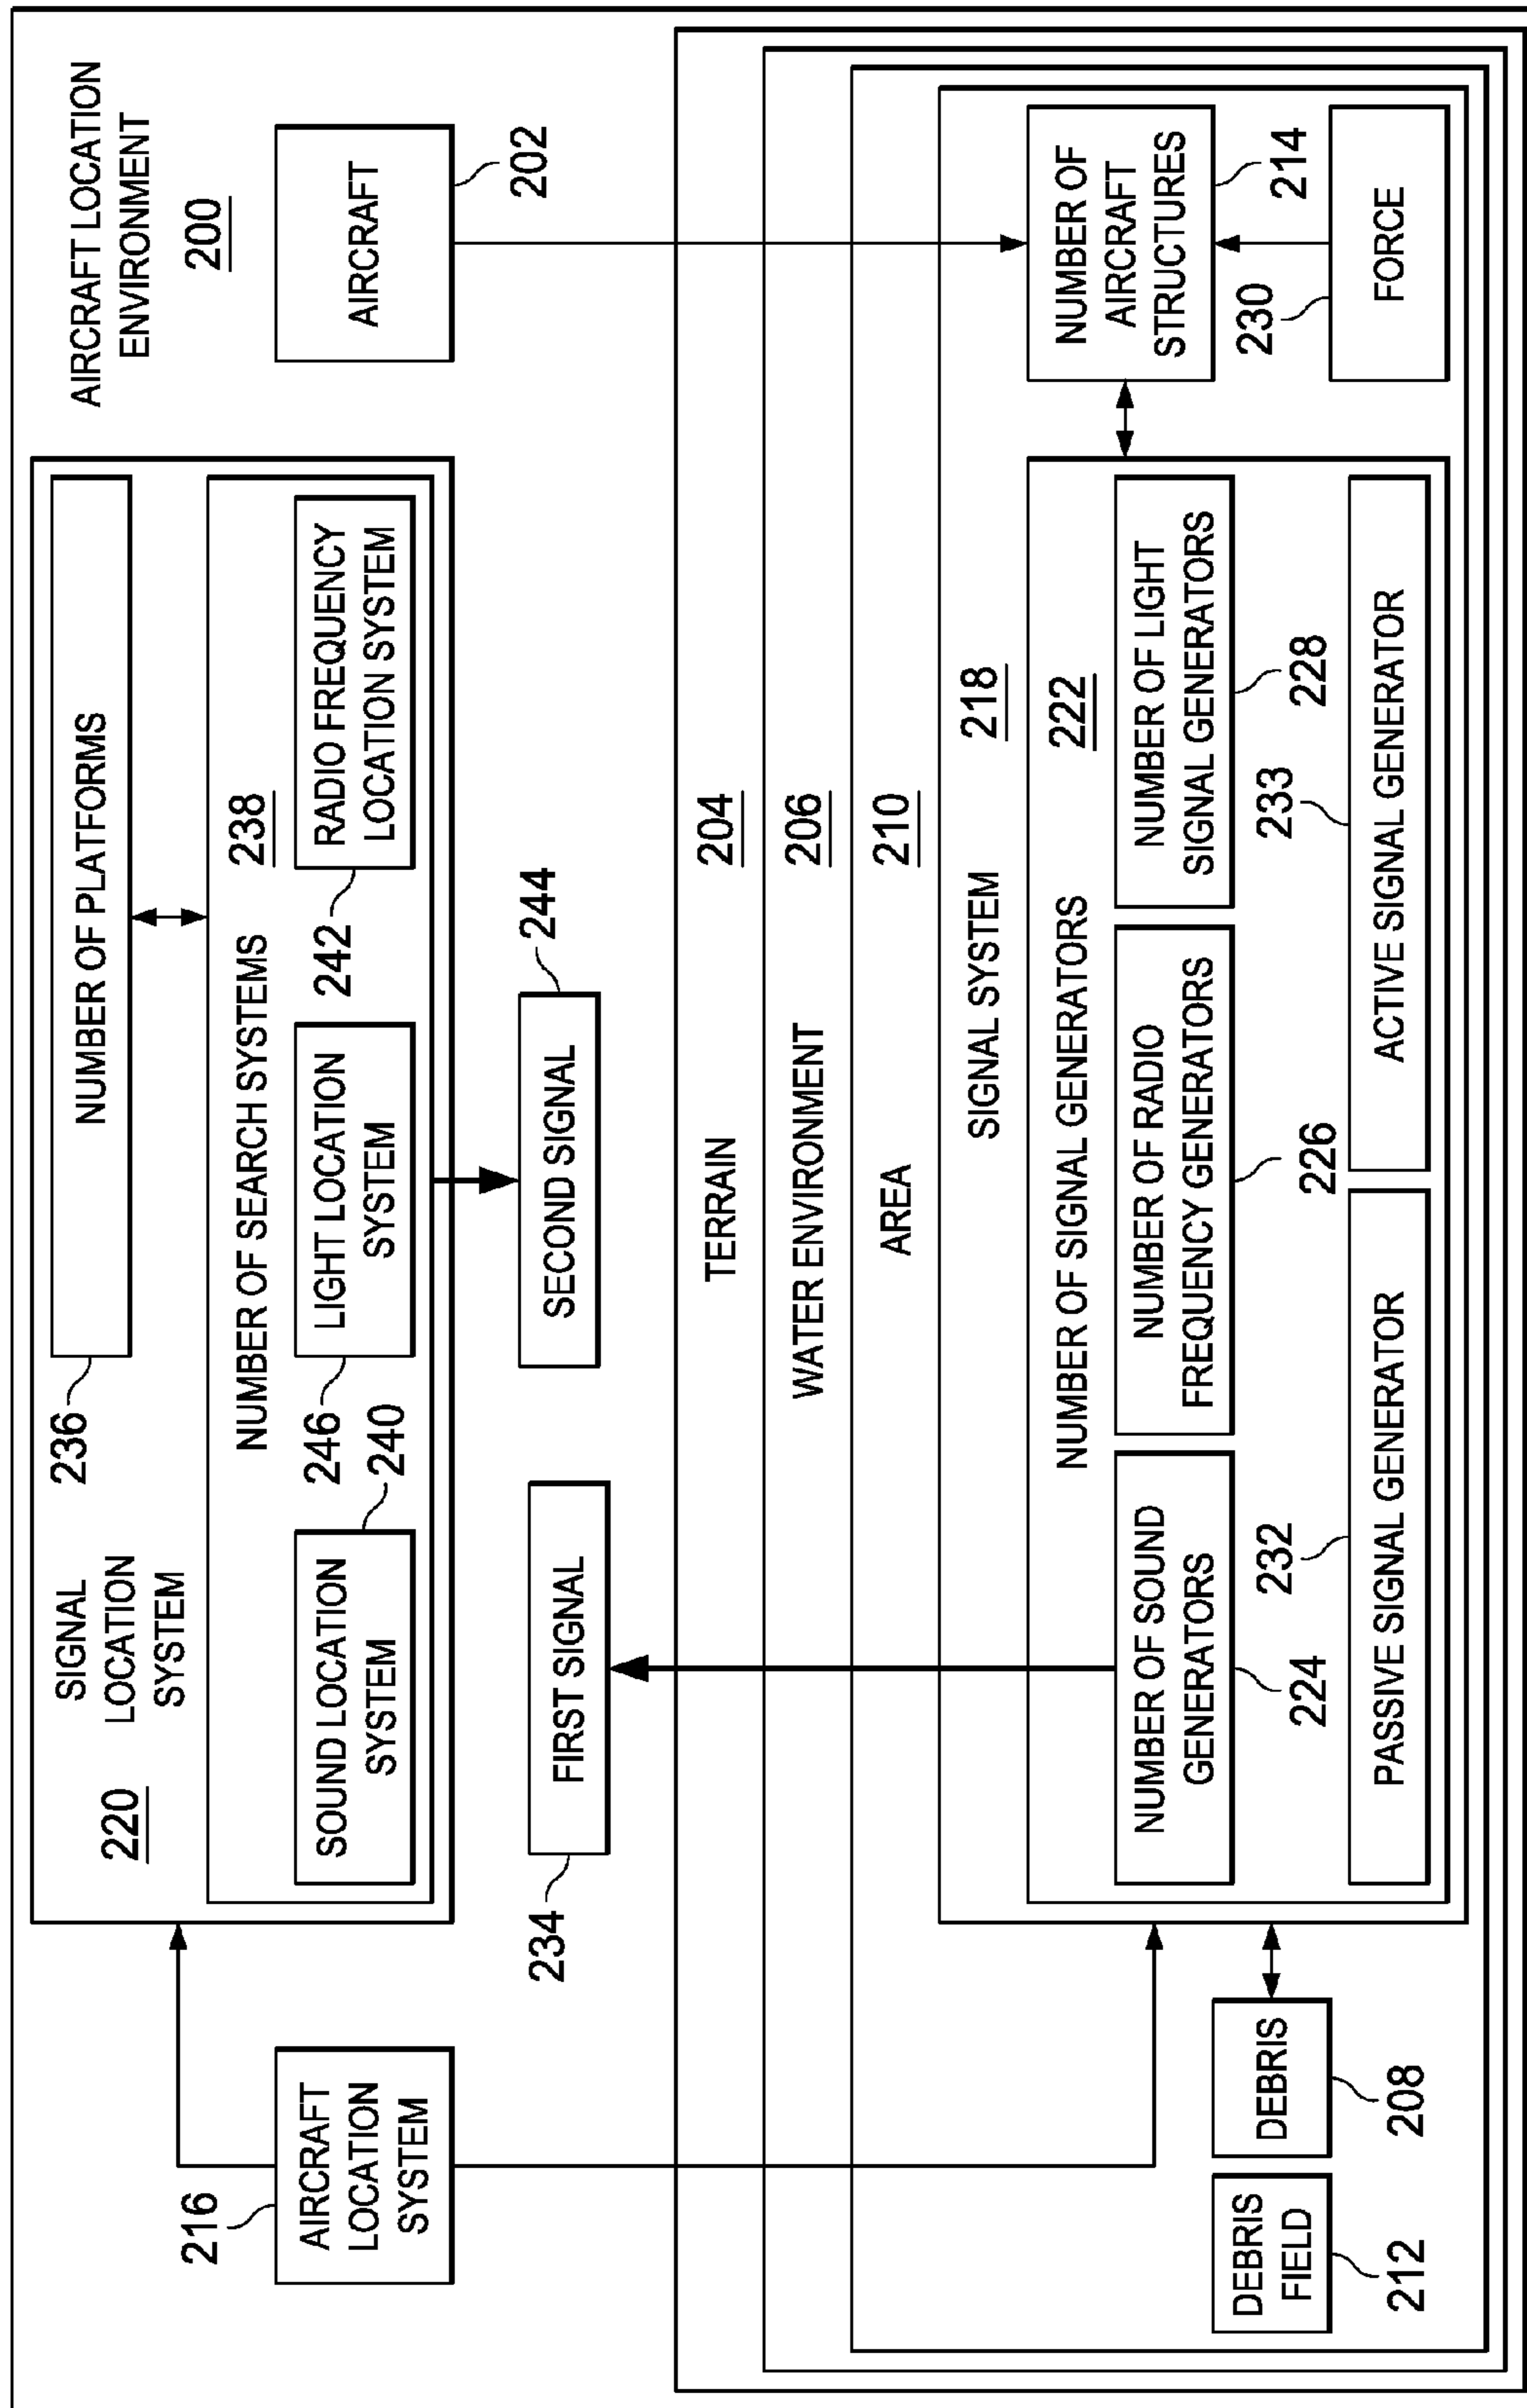 AIRCRAFT LOCATION
ENVIRONMENT
200
SIGNAL
LOCATION
SYSTEM
220
236
NUMBER OF PLATFORMS
NUMBER OF SEARCH SYSTEMS
238
SOUND LOCATION
SYSTEM
240
246
LIGHT LOCATION
SYSTEM
242
RADIO FREQUENCY
LOCATION SYSTEM
AIRCRAFT
202
216
AIRCRAFT
LOCATION
SYSTEM
234
FIRST SIGNAL
SECOND SIGNAL
244
TERRAIN
204
WATER ENVIRONMENT
206
AREA
210
SIGNAL SYSTEM
218
NUMBER OF SIGNAL GENERATORS
222
NUMBER OF SOUND
GENERATORS
224
NUMBER OF RADIO
FREQUENCY GENERATORS
226
NUMBER OF LIGHT
SIGNAL GENERATORS
228
232
PASSIVE SIGNAL GENERATOR
233
ACTIVE SIGNAL GENERATOR
NUMBER OF
AIRCRAFT
STRUCTURES
214
230
FORCE
DEBRIS
FIELD
212
DEBRIS
208